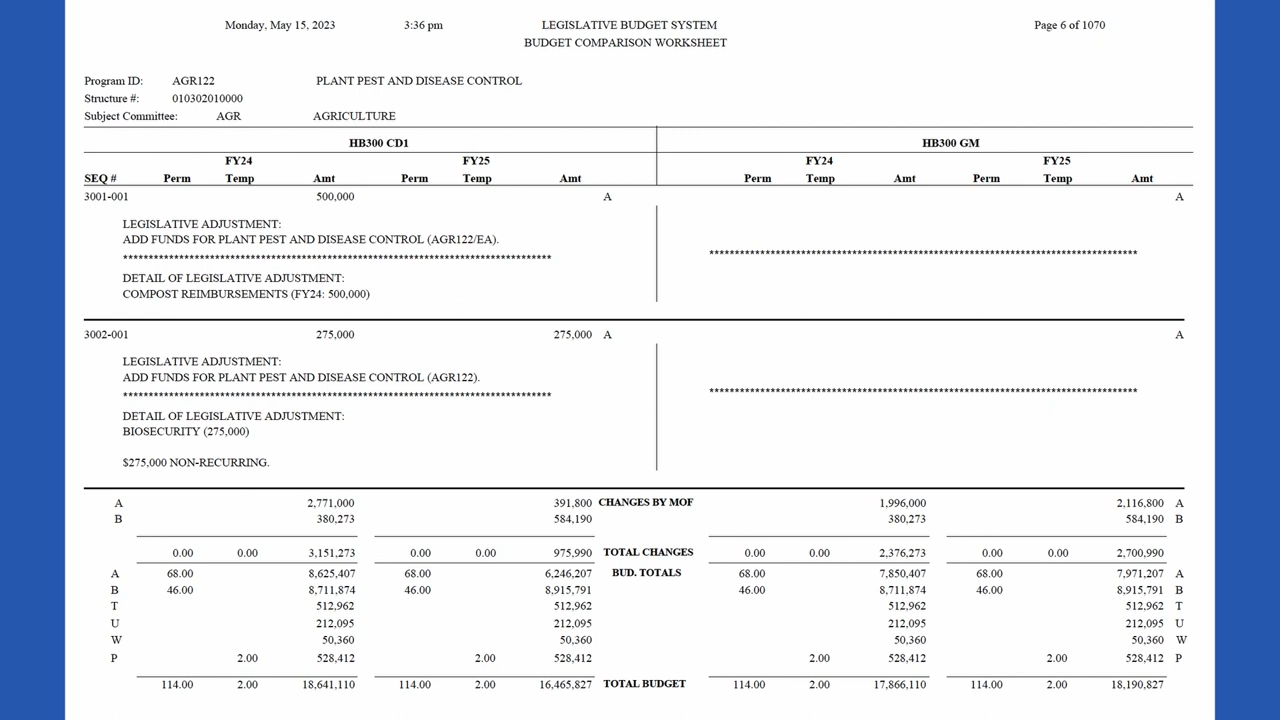 Monday, May 15, 2023 3:36 pm LEGISLATIVE BUDGET SYSTEM Page 6 of 1070
BUDGET COMPARISON WORKSHEET
Program ID: AGR122 PLANT PEST AND DISEASE CONTROL
Structure #: 010302010000
Subject Committee: AGR AGRICULTURE
HB300 CD1 HB300 GM
FY24 FY25 FY24 FY25
SEQ # Perm Temp Amt Perm Temp Amt Perm Temp Amt Perm Temp Amt
3001-001 500,000 A A
LEGISLATIVE ADJUSTMENT:
ADD FUNDS FOR PLANT PEST AND DISEASE CONTROL (AGR122/EA).
****************************************************************************************** ******************************************************************************************
DETAIL OF LEGISLATIVE ADJUSTMENT:
COMPOST REIMBURSEMENTS (FY24: 500,000)
3002-001 275,000 275,000 A A
LEGISLATIVE ADJUSTMENT:
ADD FUNDS FOR PLANT PEST AND DISEASE CONTROL (AGR122).
****************************************************************************************** ******************************************************************************************
DETAIL OF LEGISLATIVE ADJUSTMENT:
BIOSECURITY (275,000)
$275,000 NON-RECURRING.
A 2,771,000 391,800 CHANGES BY MOF 1,996,000 2,116,800 A
B 380,273 584,190 380,273 584,190 B
0.00 0.00 3,151,273 0.00 0.00 975,990 TOTAL CHANGES 0.00 0.00 2,376,273 0.00 0.00 2,700,990
A 68.00 8,625,407 68.00 6,246,207 BUD. TOTALS 68.00 7,850,407 68.00 7,971,207 A
B 46.00 8,711,874 46.00 8,915,791 46.00 8,711,874 46.00 8,915,791 B
T 512,962 512,962 512,962 512,962 T
U 212,095 212,095 212,095 212,095 U
W 50,360 50,360 50,360 50,360 W
P 2.00 528,412 2.00 528,412 2.00 528,412 2.00 528,412 P
114.00 2.00 18,641,110 114.00 2.00 16,465,827 TOTAL BUDGET 114.00 2.00 17,866,110 114.00 2.00 18,190,827